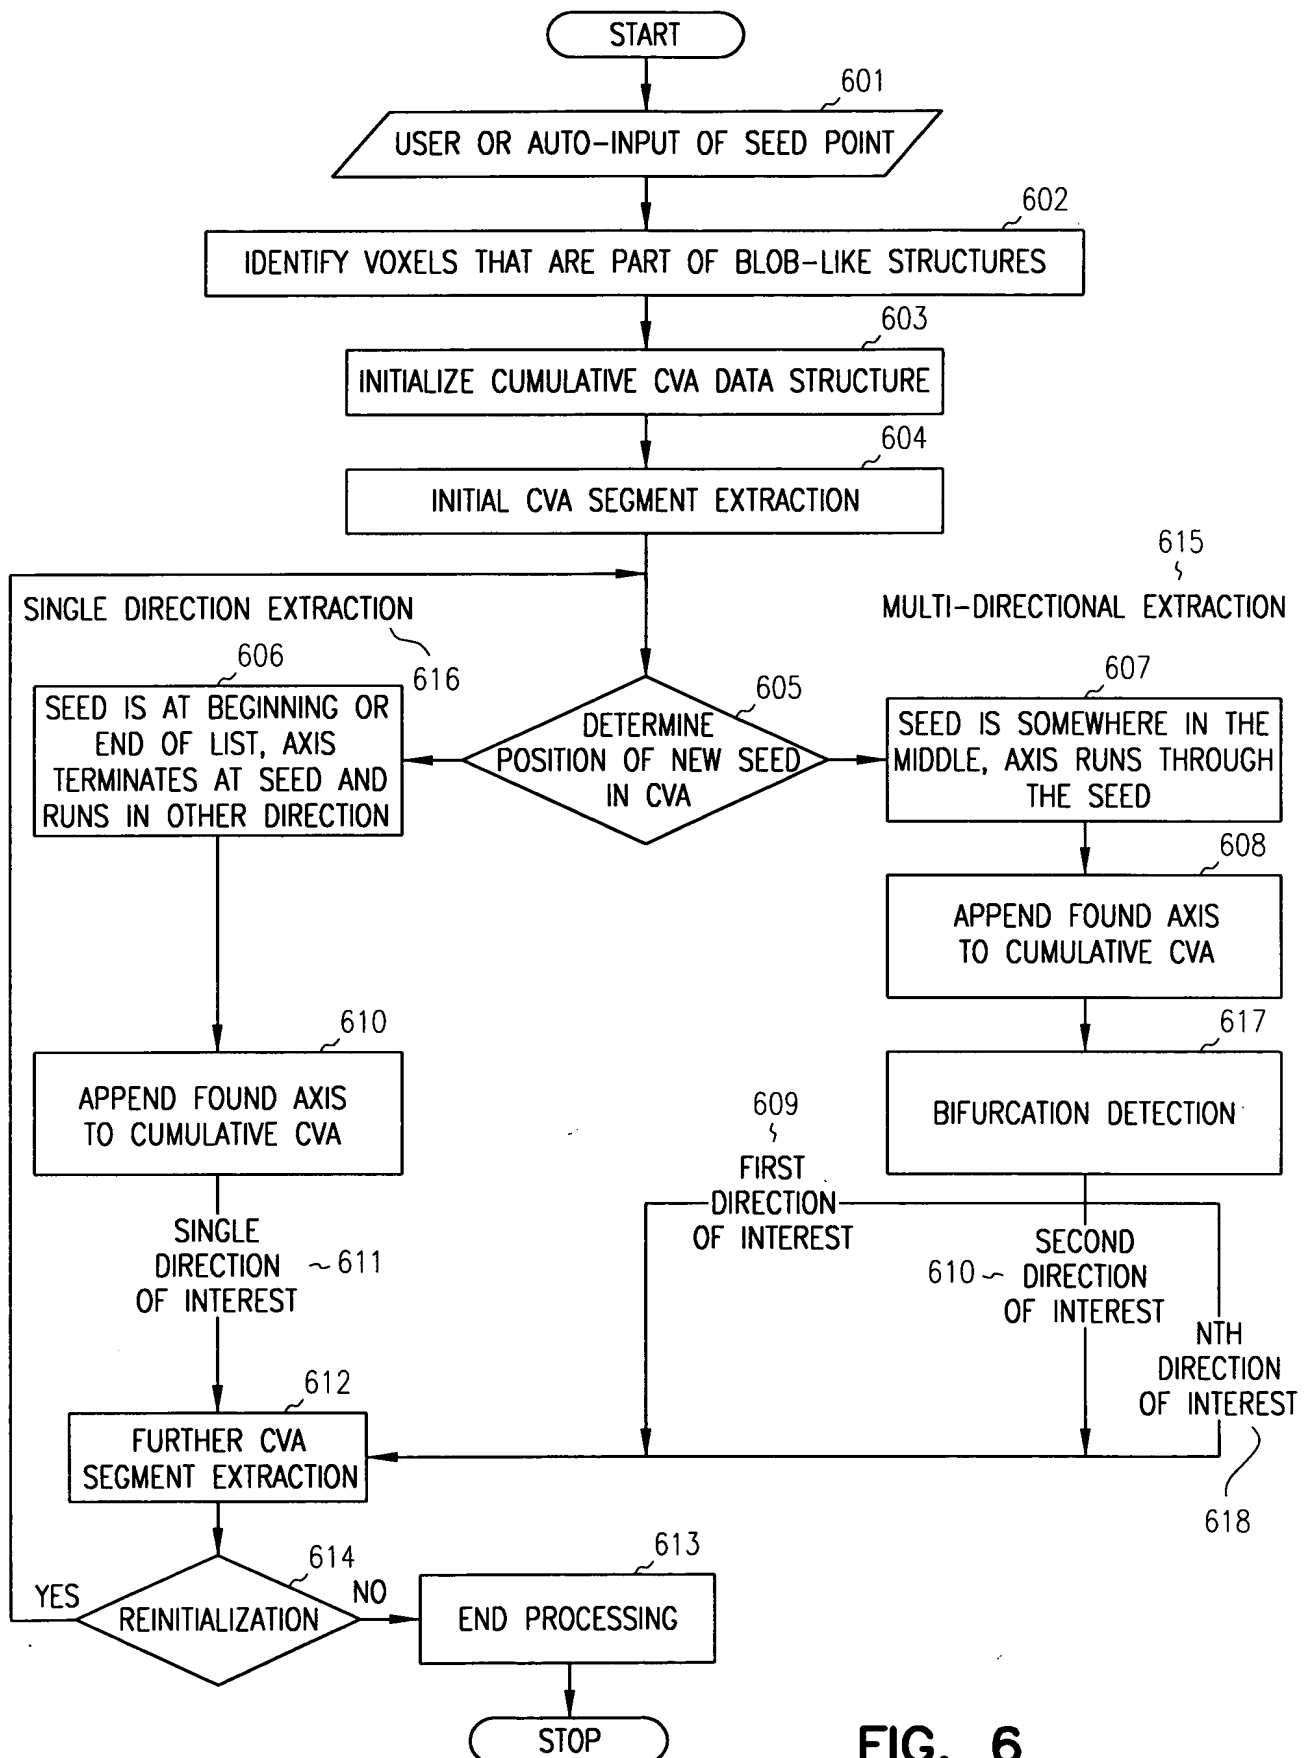 START
601
USER OR AUTO-INPUT OF SEED POINT
602
IDENTIFY VOXELS THAT ARE PART OF BLOB-LIKE STRUCTURES
603
INITIALIZE CUMULATIVE CVA DATA STRUCTURE
604
INITIAL CVA SEGMENT EXTRACTION
615
SINGLE DIRECTION EXTRACTION
MULTI-DIRECTIONAL EXTRACTION
616
606
SEED IS AT BEGINNING OR
END OF LIST, AXIS
TERMINATES AT SEED AND
RUNS IN OTHER DIRECTION
605
DETERMINE
POSITION OF NEW SEED
IN CVA
607
SEED IS SOMEWHERE IN THE
MIDDLE, AXIS RUNS THROUGH
THE SEED
608
APPEND FOUND AXIS
TO CUMULATIVE CVA
610
APPEND FOUND AXIS
TO CUMULATIVE CVA
617
BIFURCATION DETECTION
609
FIRST
DIRECTION
OF INTEREST
SINGLE
DIRECTION
OF INTEREST
611
610
SECOND
DIRECTION
OF INTEREST
NTH
DIRECTION
OF INTEREST
618
612
FURTHER CVA
SEGMENT EXTRACTION
614
REINITIALIZATION
YES
NO
613
END PROCESSING
STOP
FIG. 6